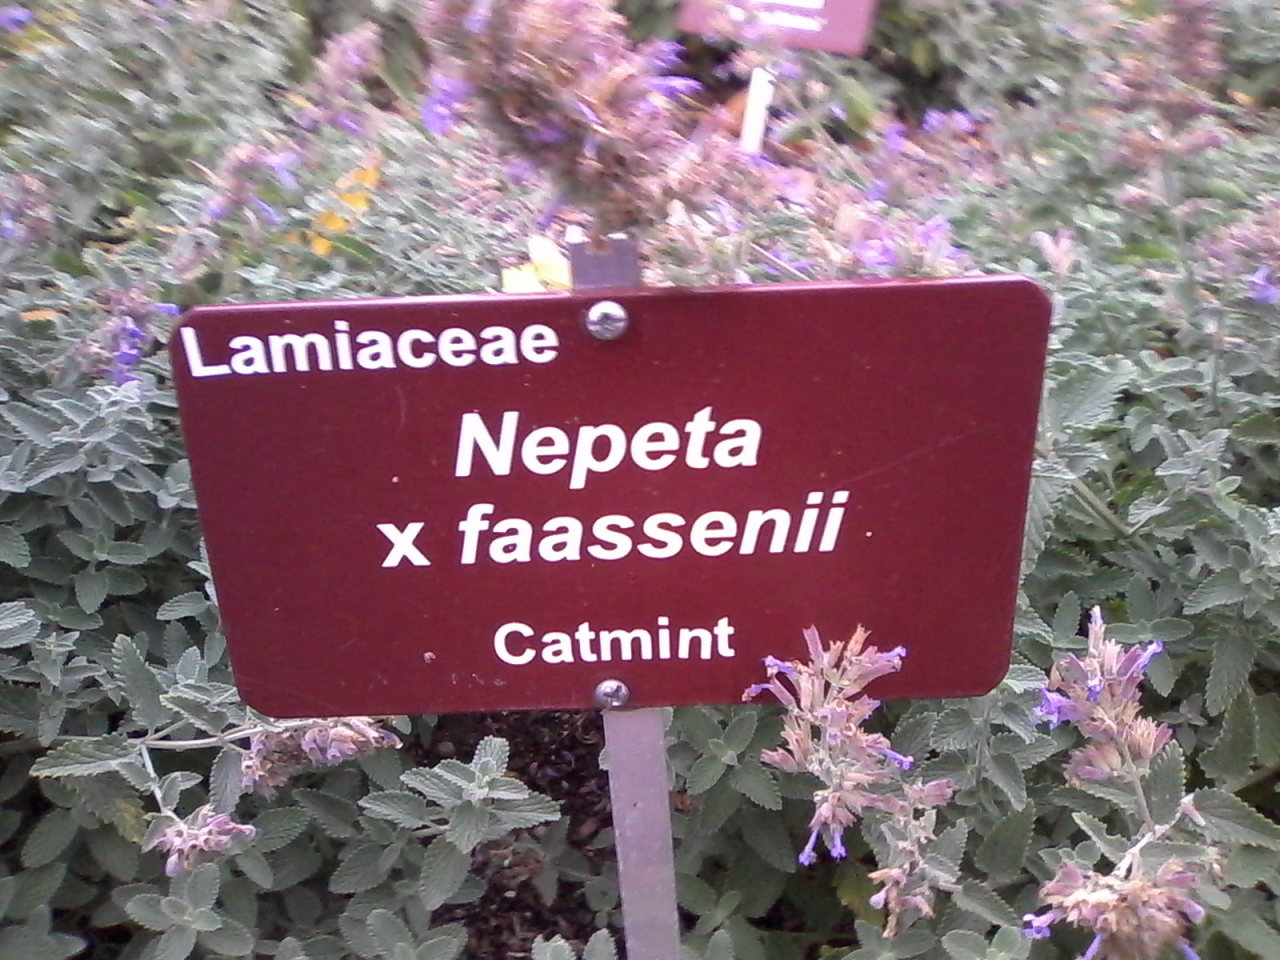 Lamiaceae
Nepeta
x faassenii
Catmint